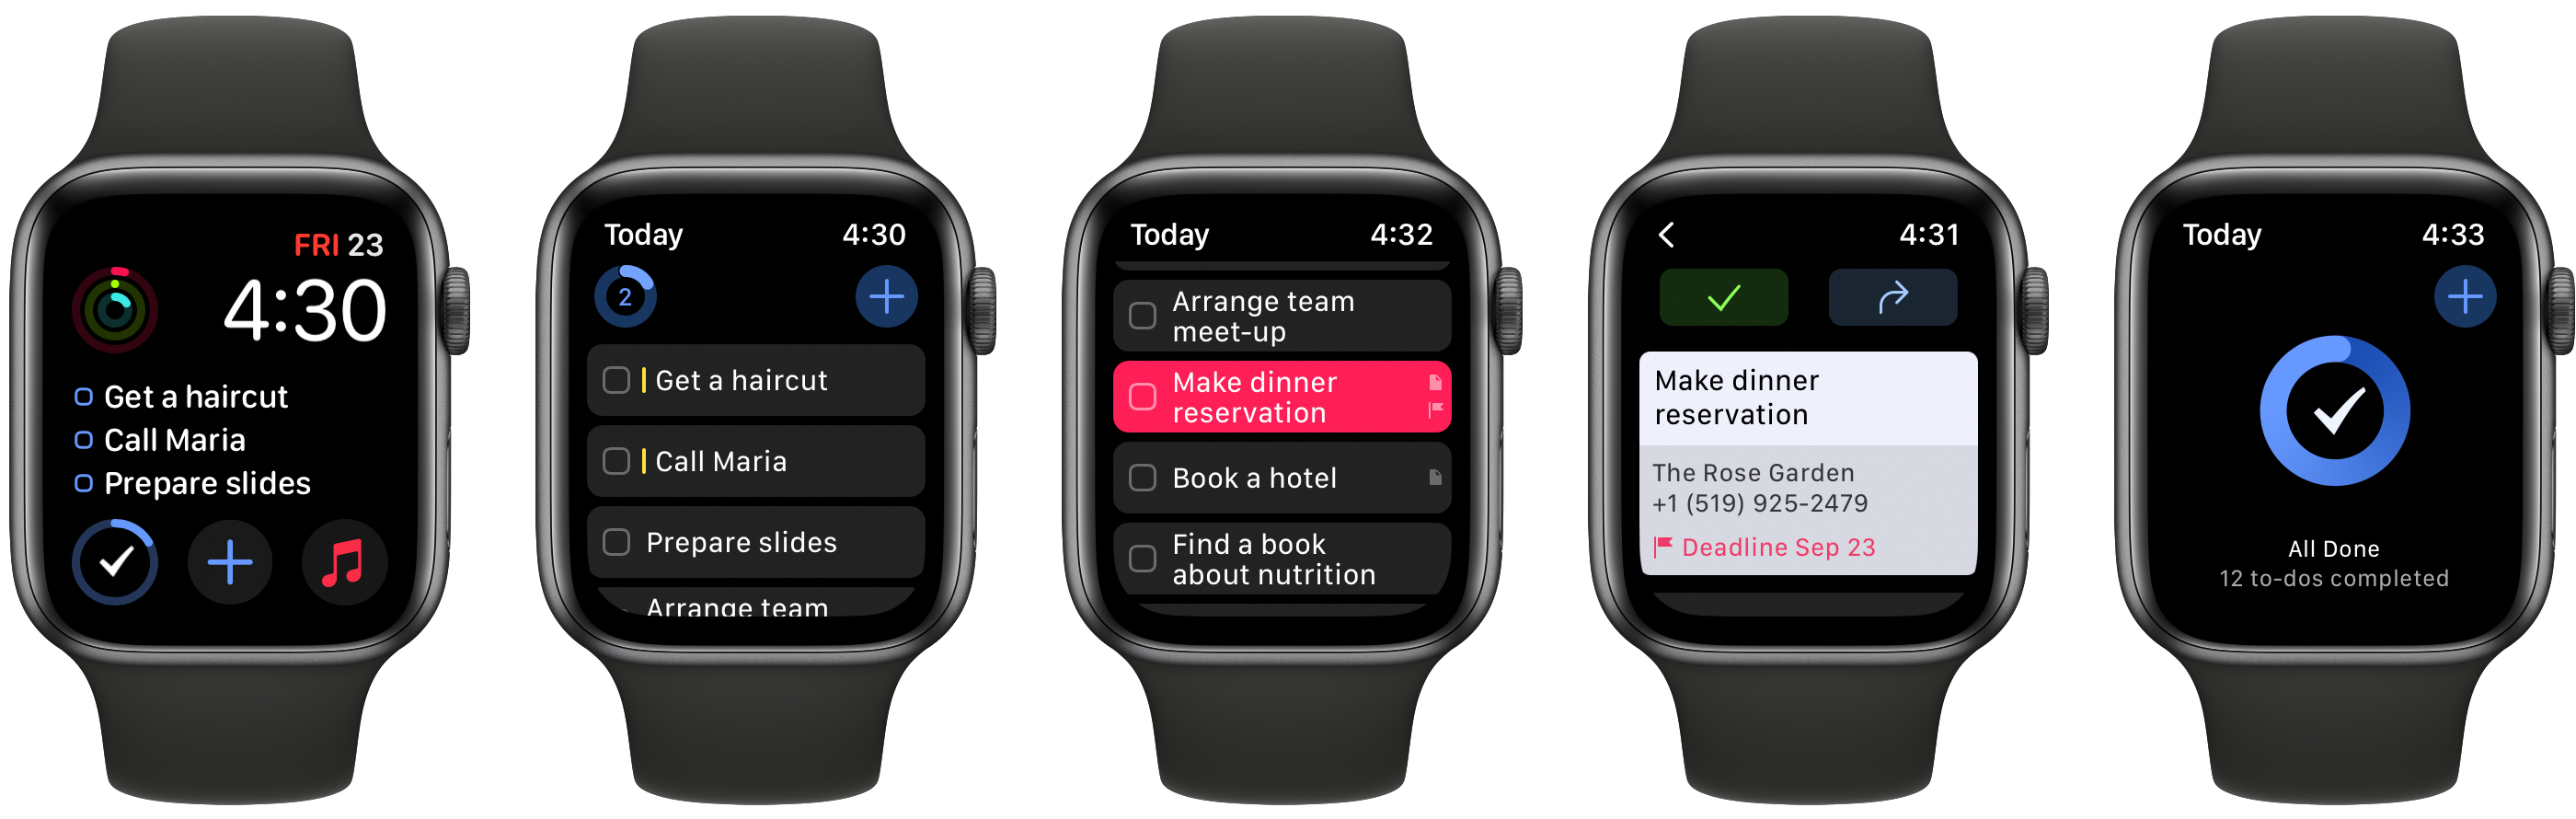 FRI 23
4:30
Get a haircut
Call Maria
Prepare slides
Today 4:30
2
Get a haircut
Call Maria
Prepare slides
Arrange team
Today 4:32
Arrange team
meet-up
Make dinner
reservation
Book a hotel
Find a book
about nutrition
4:31
Make dinner
reservation
The Rose Garden
+1 (519) 925-2479
Deadline Sep 23
Today 4:33
All Done
12 to-dos completed